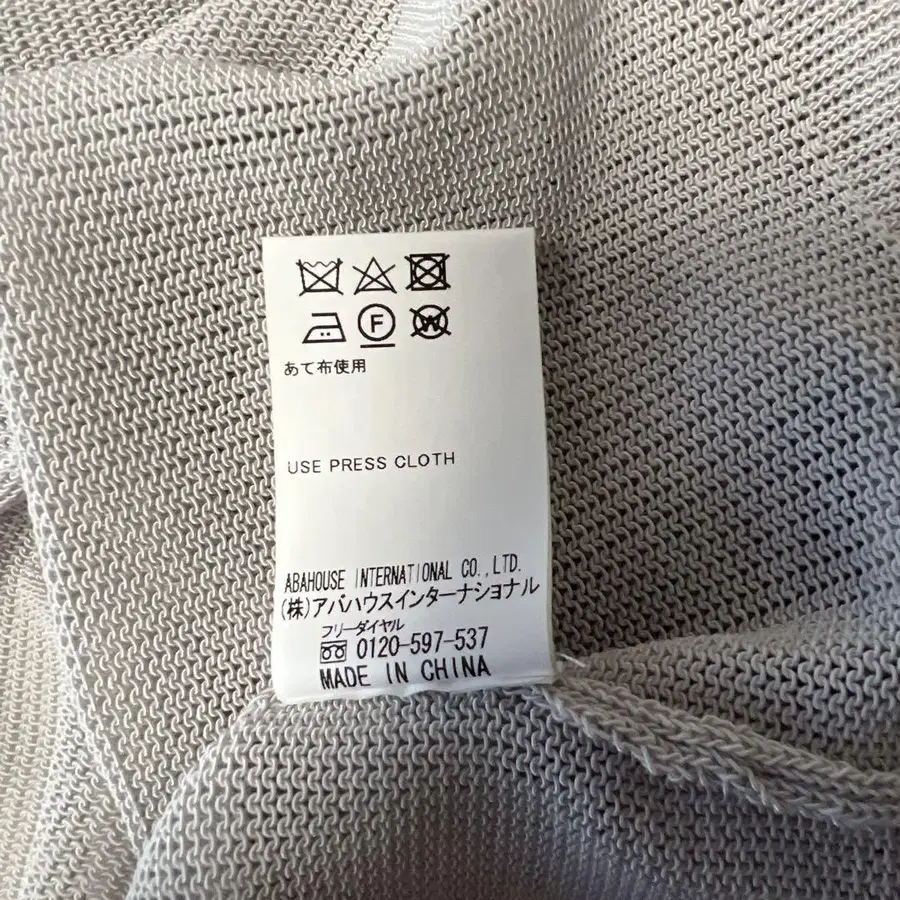 F W
あて布使用
USE PRESS CLOTH
ABAHOUSE INTERNATIONAL CO.,LTD.
(株)アバハウスインターナショナル
フリーダイヤル
0120-597-537
MADE IN CHINA